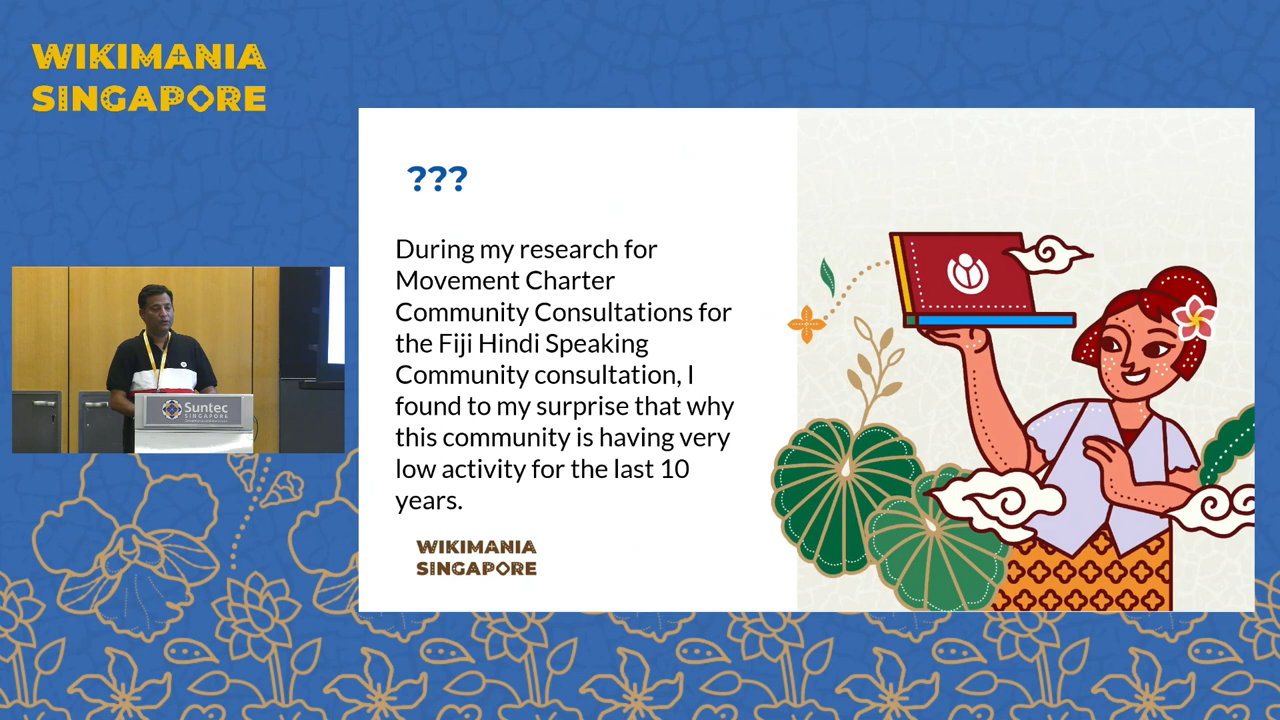 WIKIMANIA
SINGAPORE
???
During my research for
Movement Charter
Community Consultations for
the Fiji Hindi Speaking
Community consultation, I
found to my surprise that why
this community is having very
low activity for the last 10
years.
WIKIMANIA
SINGAPORE
Suntec
SINGAPORE